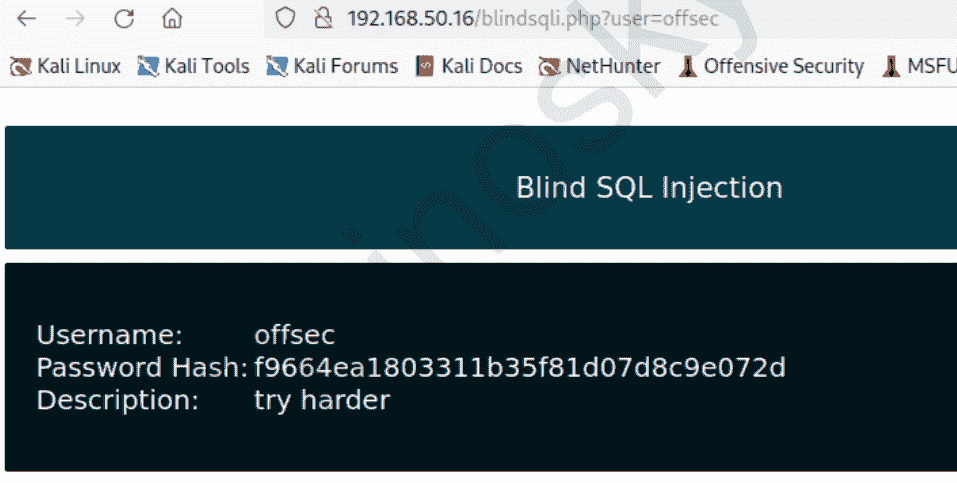 192.168.50.16/blindsqli.php?user=offsec
Kali Linux Kali Tools Kali Forums Kali Docs NetHunter Offensive Security MSFU
Blind SQL Injection
Username: offsec
Password Hash: f9664ea1803311b35f81d07d8c9e072d
Description: try harder